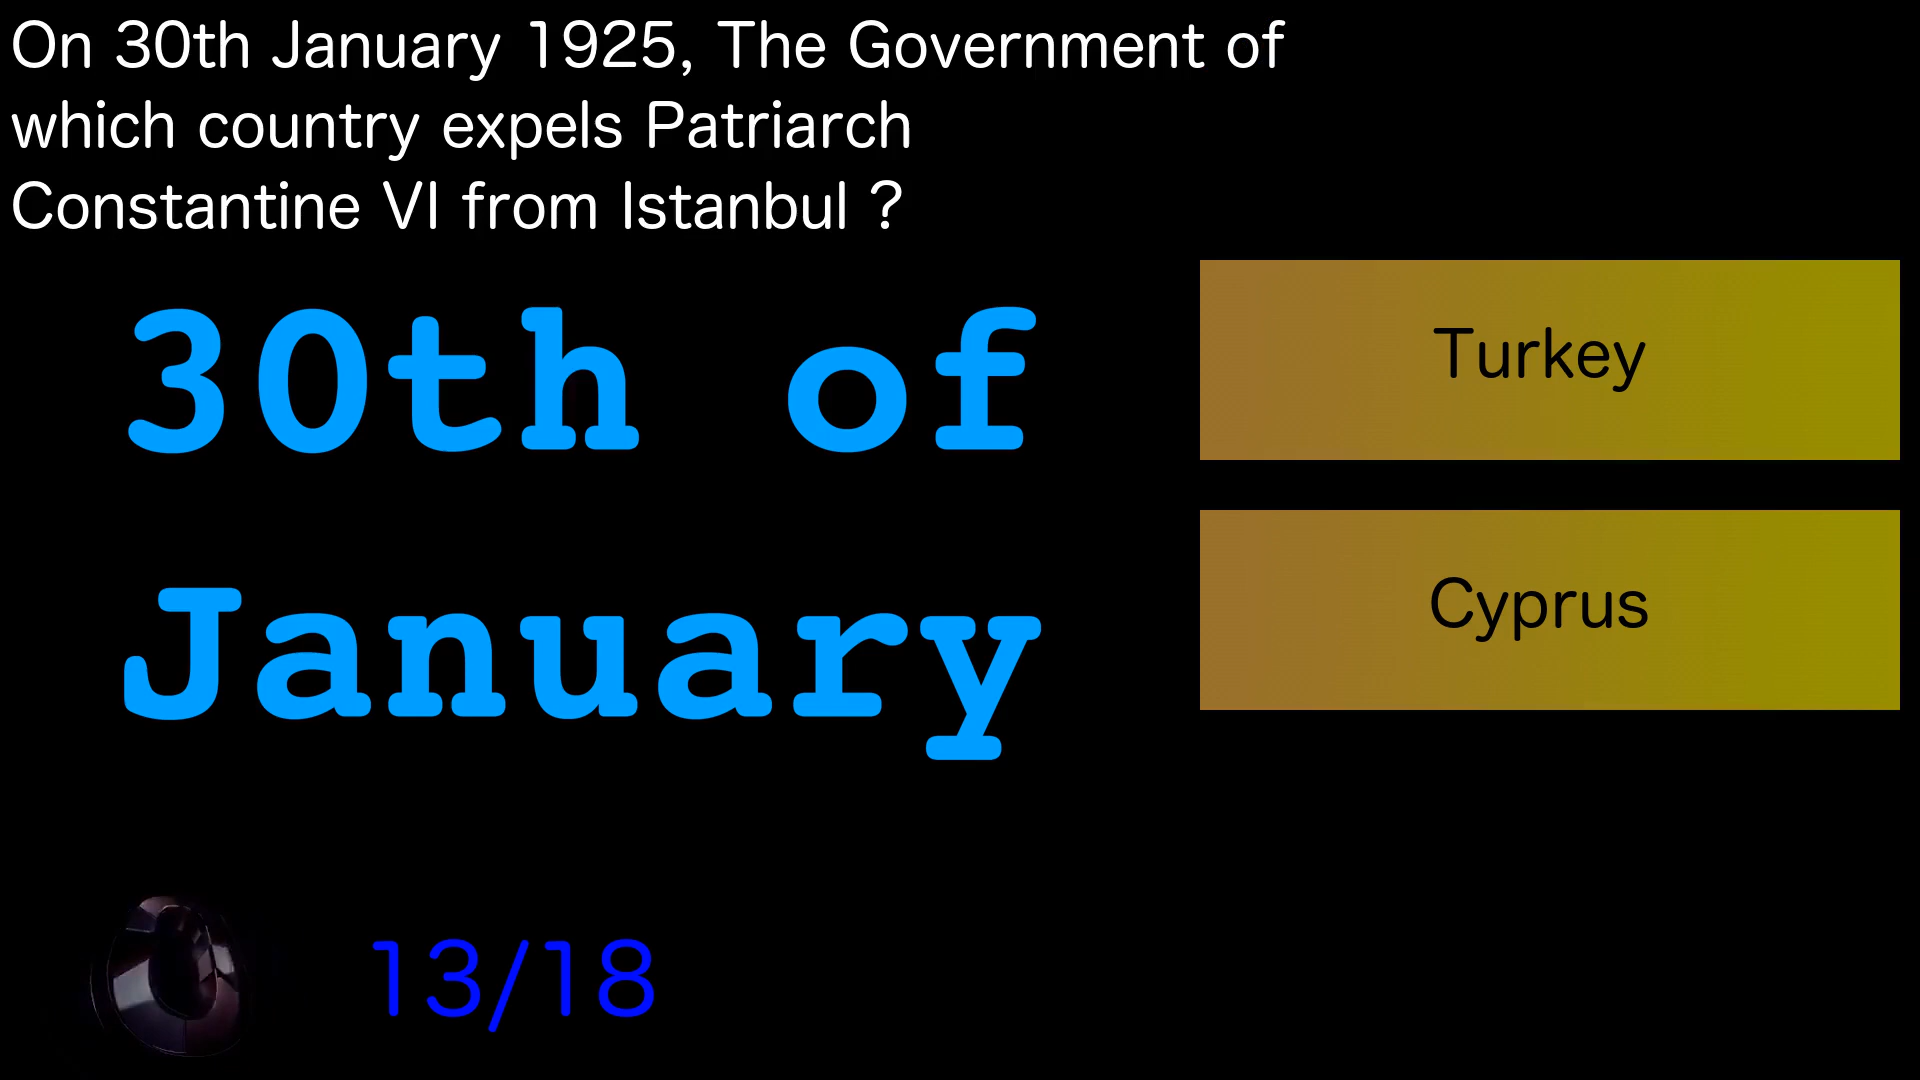 On 30th January 1925, The Government of
which country expels Patriarch
Constantine VI from Istanbul ?
30th of
January
Turkey
Cyprus
13/18